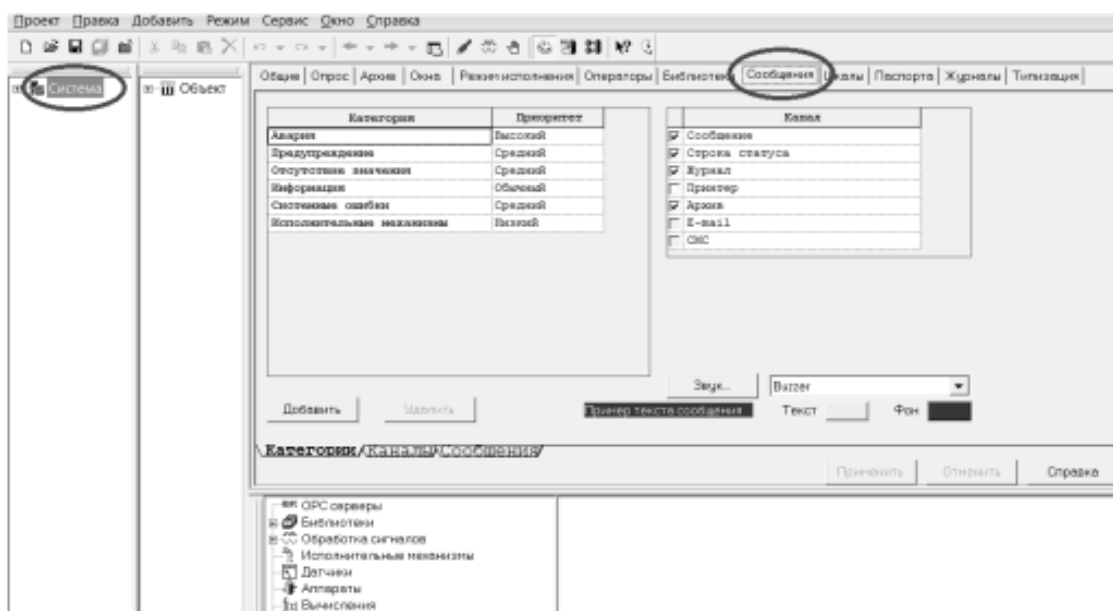 Проект Правка Добавить Режим Сервис Окно Справка
Система
Объект
Общие Опрос Архив Окна Режим исполнения Операторы Библиотеки Сообщения Шкалы Паспорта Журналы Типизация
Категория Приоритет
Авария Высокий
Предупреждение Средний
Отсутствие значения Средний
Информация Обычный
Системные ошибки Средний
Исполнительные механизмы Низкий
Канал
Сообщение
Строка статуса
Журнал
Принтер
Архив
E-mail
СМС
Звук... Buzzer
Добавить Удалить Пример текста сообщения Текст Фон
Категории Каналы Сообщения
Применить Отменить Справка
OPC серверы
Библиотеки
Обработка сигналов
Исполнительные механизмы
Датчики
Аппараты
Вычисления